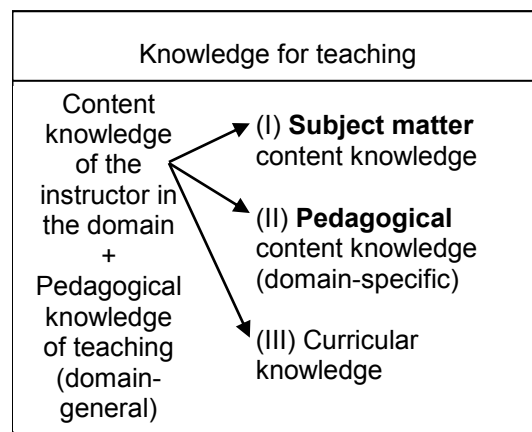 Knowledge for teaching
Content
knowledge
of the
instructor in
the domain
+
Pedagogical
knowledge
of teaching
(domain-
general)
(I) Subject matter
content knowledge
(II) Pedagogical
content knowledge
(domain-specific)
(III) Curricular
knowledge